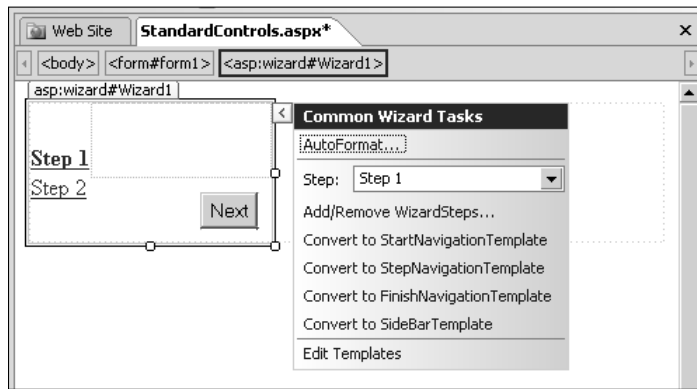 Web Site
StandardControls.aspx*
<body> <form#form1> <asp:wizard#Wizard1>
asp:wizard#Wizard1
Step 1
Step 2
Next
Common Wizard Tasks
AutoFormat...
Step: Step 1
Add/Remove WizardSteps...
Convert to StartNavigationTemplate
Convert to StepNavigationTemplate
Convert to FinishNavigationTemplate
Convert to SideBarTemplate
Edit Templates